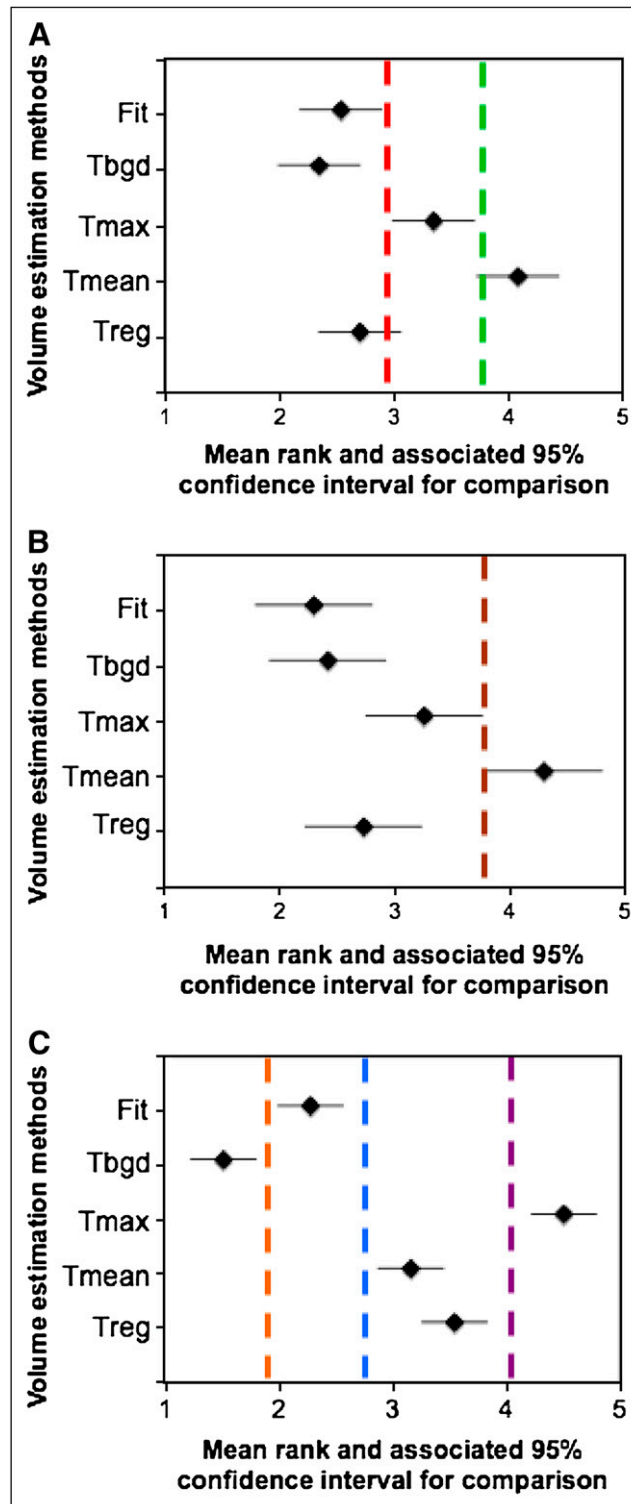 A
Volume estimation methods
Fit
Tbgd
Tmax
Tmean
Treg
1 2 3 4 5
Mean rank and associated 95%
confidence interval for comparison
B
Volume estimation methods
Fit
Tbgd
Tmax
Tmean
Treg
1 2 3 4 5
Mean rank and associated 95%
confidence interval for comparison
C
Volume estimation methods
Fit
Tbgd
Tmax
Tmean
Treg
1 2 3 4 5
Mean rank and associated 95%
confidence interval for comparison